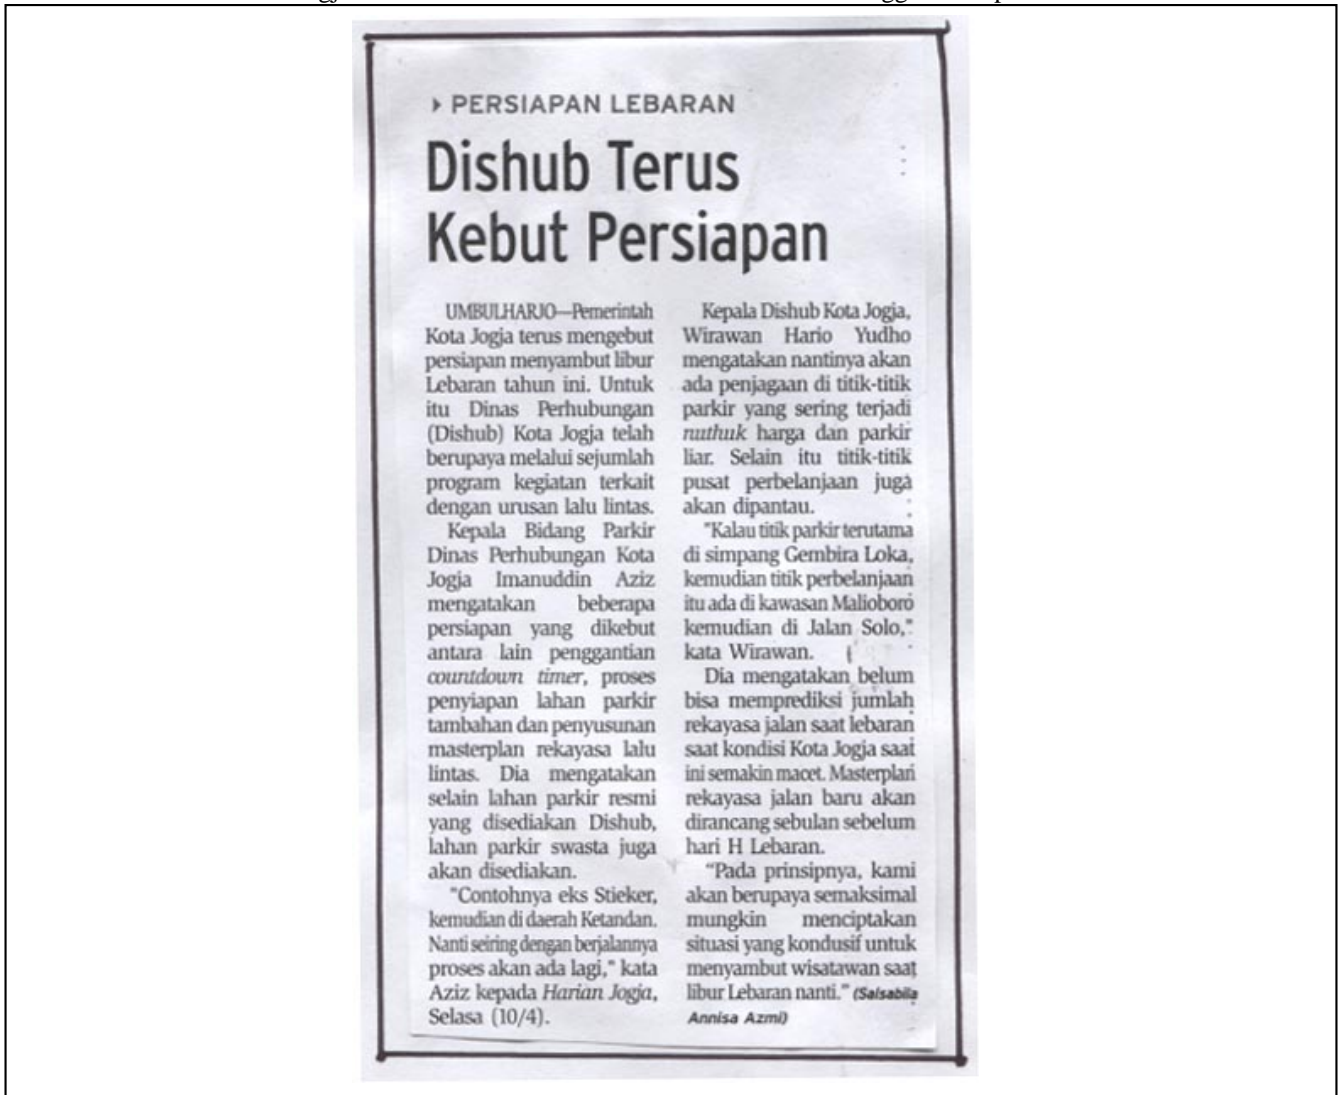 PERSIAPAN LEBARAN
Dishub Terus
Kebut Persiapan
UMBULHARJO—Pemerintah
Kota Jogja terus mengebut
persiapan menyambut libur
Lebaran tahun ini. Untuk
itu Dinas Perhubungan
(Dishub) Kota Jogja telah
berupaya melalui sejumlah
program kegiatan terkait
dengan urusan lalu lintas.
Kepala Bidang Parkir
Dinas Perhubungan Kota
Jogja Imanuddin Aziz
mengatakan beberapa
persiapan yang dikebut
antara lain penggantian
countdown timer, proses
penyiapan lahan parkir
tambahan dan penyusunan
masterplan rekayasa lalu
lintas. Dia mengatakan
selain lahan parkir resmi
yang disediakan Dishub,
lahan parkir swasta juga
akan disediakan.
"Contohnya eks Stieker,
kemudian di daerah Ketandan.
Nanti seiring dengan berjalannya
proses akan ada lagi," kata
Aziz kepada Harian Jogja,
Selasa (10/4).
Kepala Dishub Kota Jogja,
Wirawan Hario Yudho
mengatakan nantinya akan
ada penjagaan di titik-titik
parkir yang sering terjadi
nuthuk harga dan parkir
liar. Selain itu titik-titik
pusat perbelanjaan juga
akan dipantau.
"Kalau titik parkir terutama
di simpang Gembira Loka,
kemudian titik perbelanjaan
itu ada di kawasan Malioboro
kemudian di Jalan Solo,"
kata Wirawan.
Dia mengatakan belum
bisa memprediksi jumlah
rekayasa jalan saat lebaran
saat kondisi Kota Jogja saat
ini semakin macet. Masterplan
rekayasa jalan baru akan
dirancang sebulan sebelum
hari H Lebaran.
"Pada prinsipnya, kami
akan berupaya semaksimal
mungkin menciptakan
situasi yang kondusif untuk
menyambut wisatawan saat
libur Lebaran nanti." (Salsabila
Annisa Azmi)